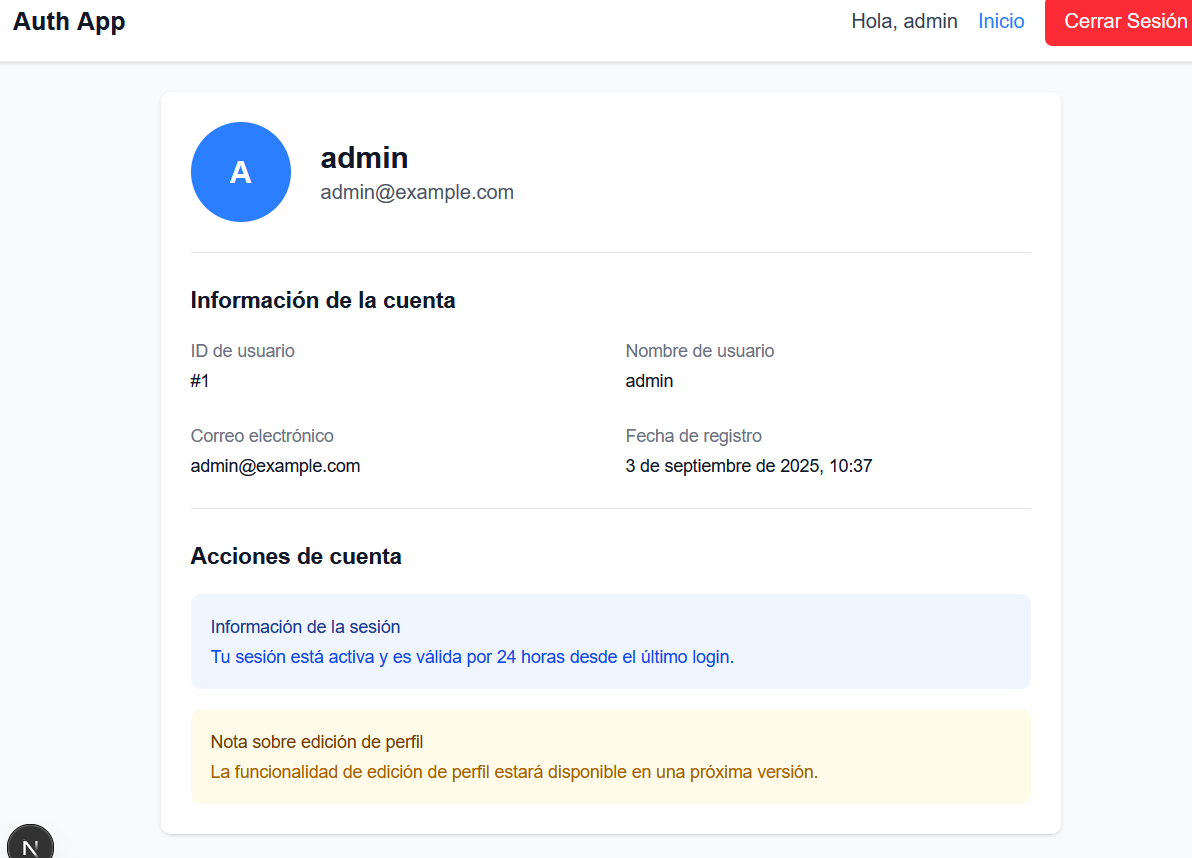 Auth App
Hola, admin Inicio Cerrar Sesión
A
admin
admin@example.com
Información de la cuenta
ID de usuario
#1
Nombre de usuario
admin
Correo electrónico
admin@example.com
Fecha de registro
3 de septiembre de 2025, 10:37
Acciones de cuenta
Información de la sesión
Tu sesión está activa y es válida por 24 horas desde el último login.
Nota sobre edición de perfil
La funcionalidad de edición de perfil estará disponible en una próxima versión.
N